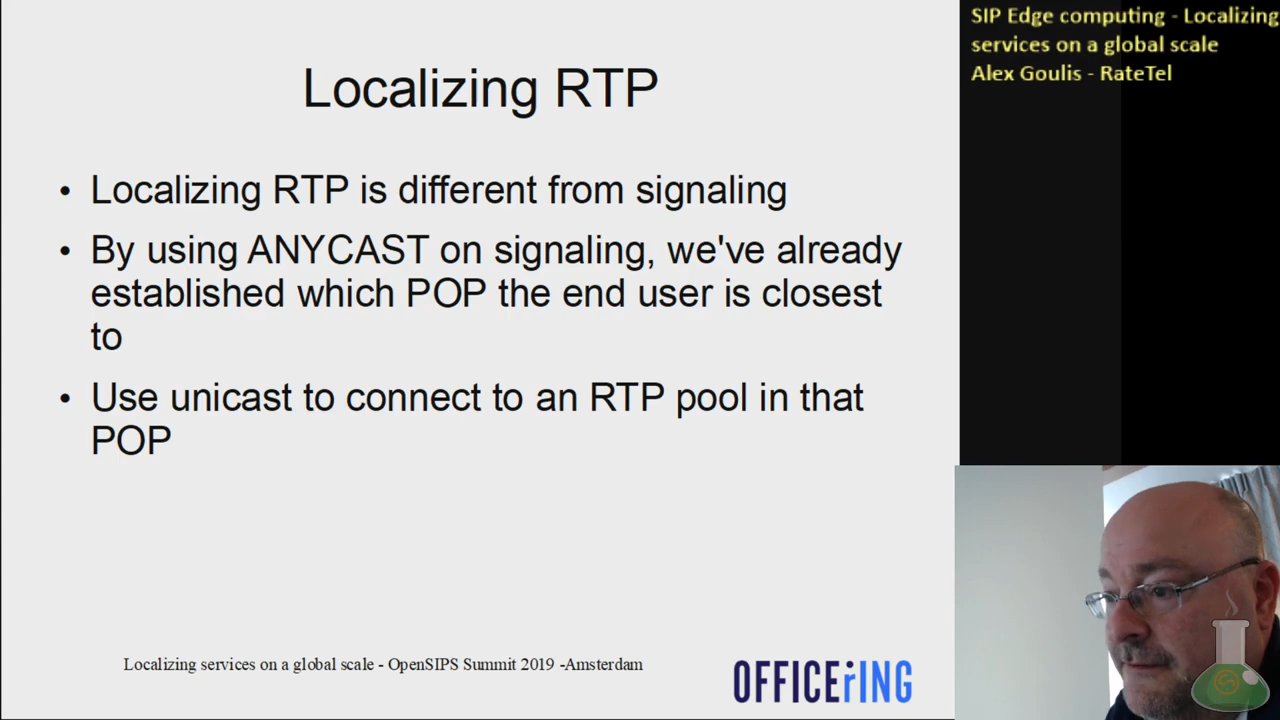 Localizing RTP
• Localizing RTP is different from signaling
• By using ANYCAST on signaling, we've already
established which POP the end user is closest
to
• Use unicast to connect to an RTP pool in that
POP
Localizing services on a global scale - OpenSIPS Summit 2019 -Amsterdam
OFFICERING
SIP Edge computing - Localizing
services on a global scale
Alex Goulis - RateTel